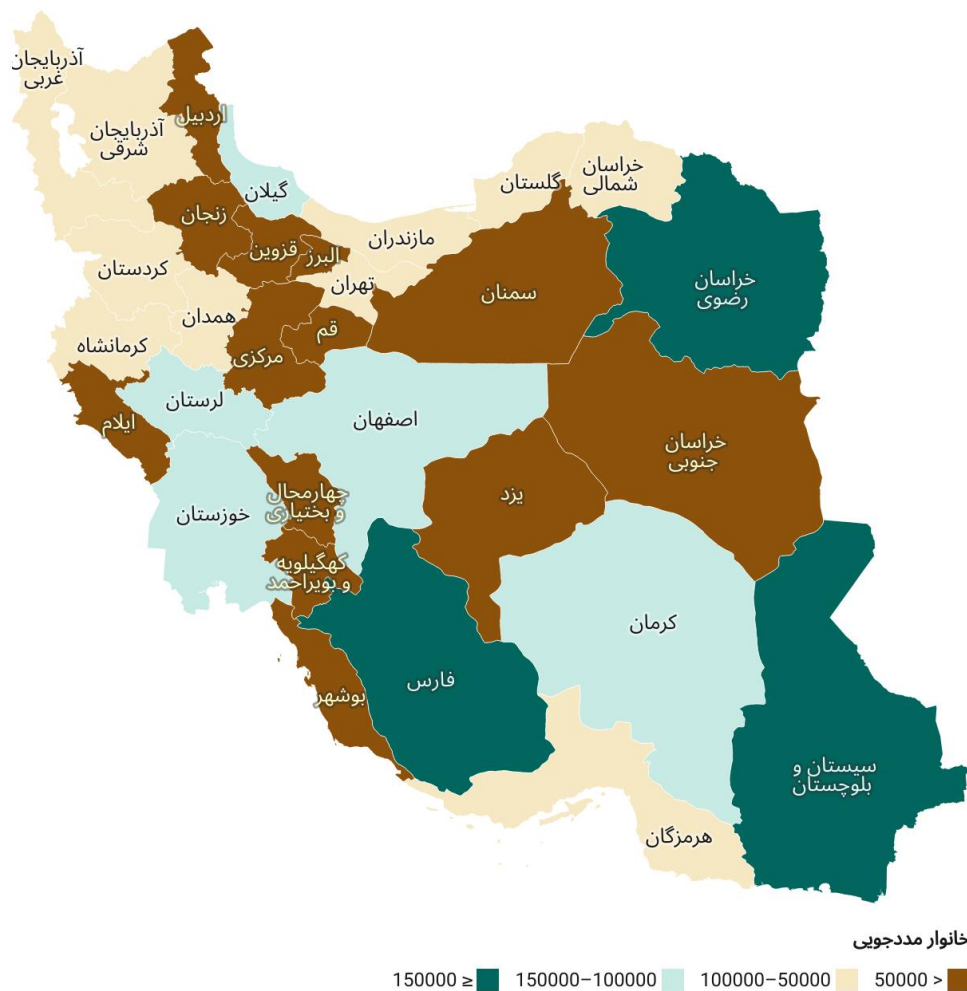 آذربایجان
غربی
آذربایجان
شرقی
اردبیل
گیلان
زنجان
قزوین
البرز
مازندران
گلستان
خراسان
شمالی
تهران
کردستان
همدان
کرمانشاه
مرکزی
قم
سمنان
خراسان
رضوی
لرستان
ایلام
اصفهان
خراسان
جنوبی
یزد
خوزستان
چهارمحال
و بختیاری
کهگیلویه
و بویراحمد
کرمان
فارس
بوشهر
سیستان و
بلوچستان
هرمزگان
خانوار مددجویی
50000 >
100000–50000
150000–100000
150000 ≤